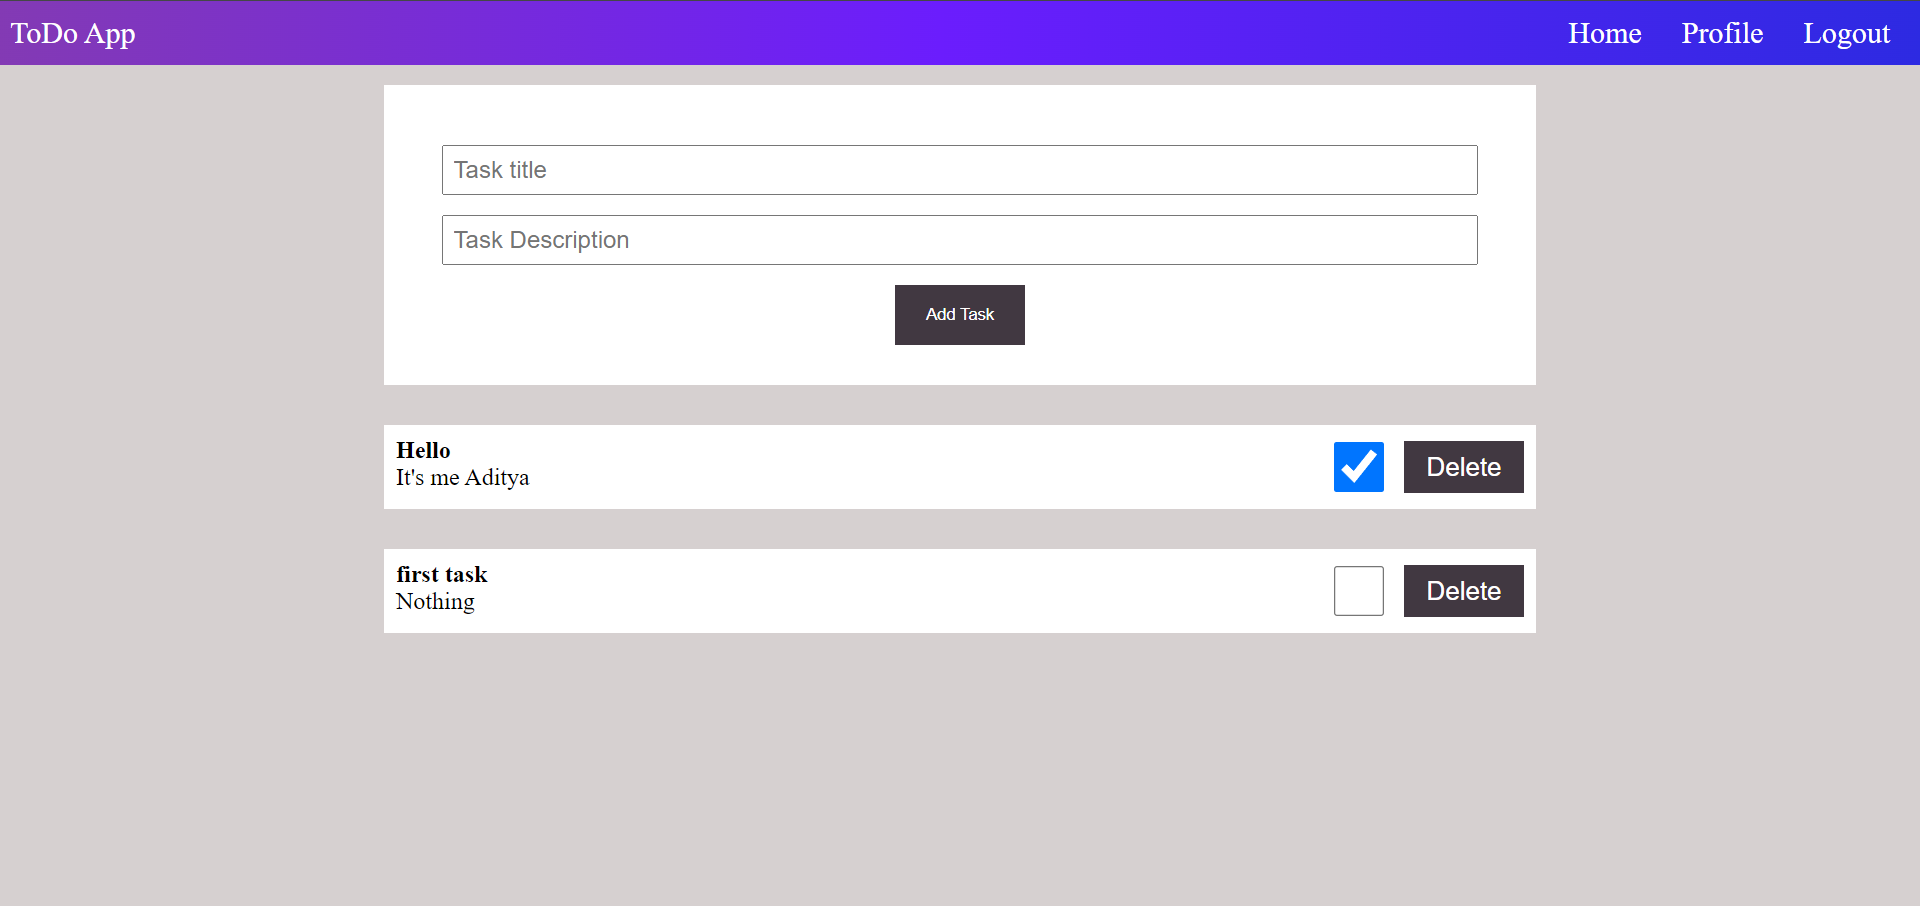 ToDo App
Home Profile Logout
Task title
Task Description
Add Task
Hello
It's me Aditya
Delete
first task
Nothing
Delete